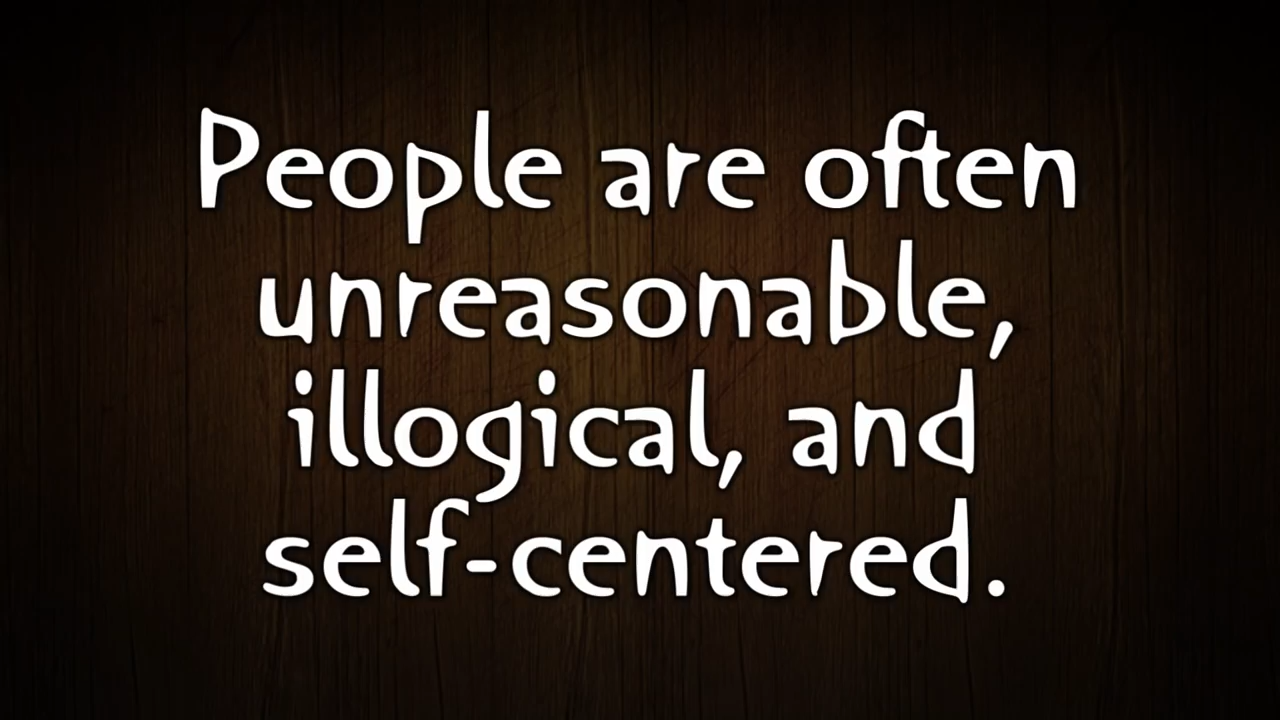 People are often
unreasonable,
illogical, and
self-centered.